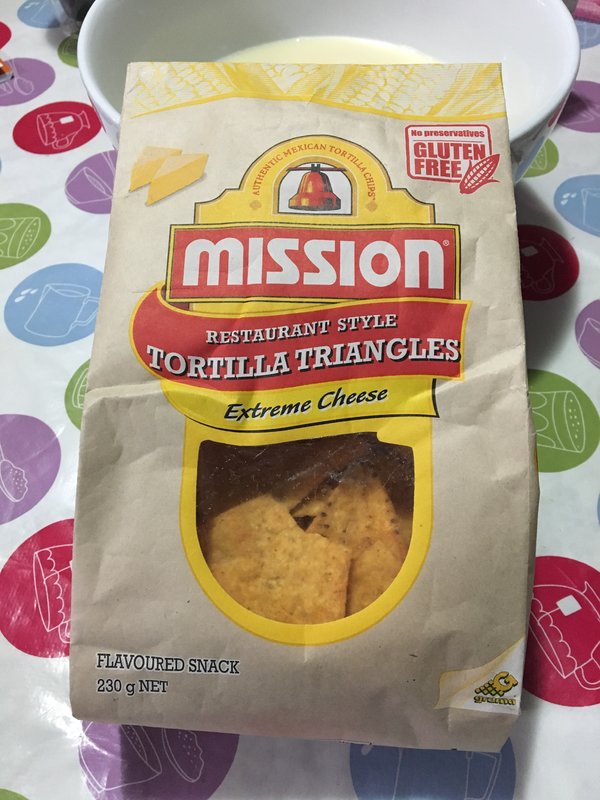 No preservatives
GLUTEN
FREE
AUTHENTIC MEXICAN TORTILLA CHIPS
MISSION®
RESTAURANT STYLE
TORTILLA TRIANGLES
Extreme Cheese
FLAVOURED SNACK
230 g NET
gruma